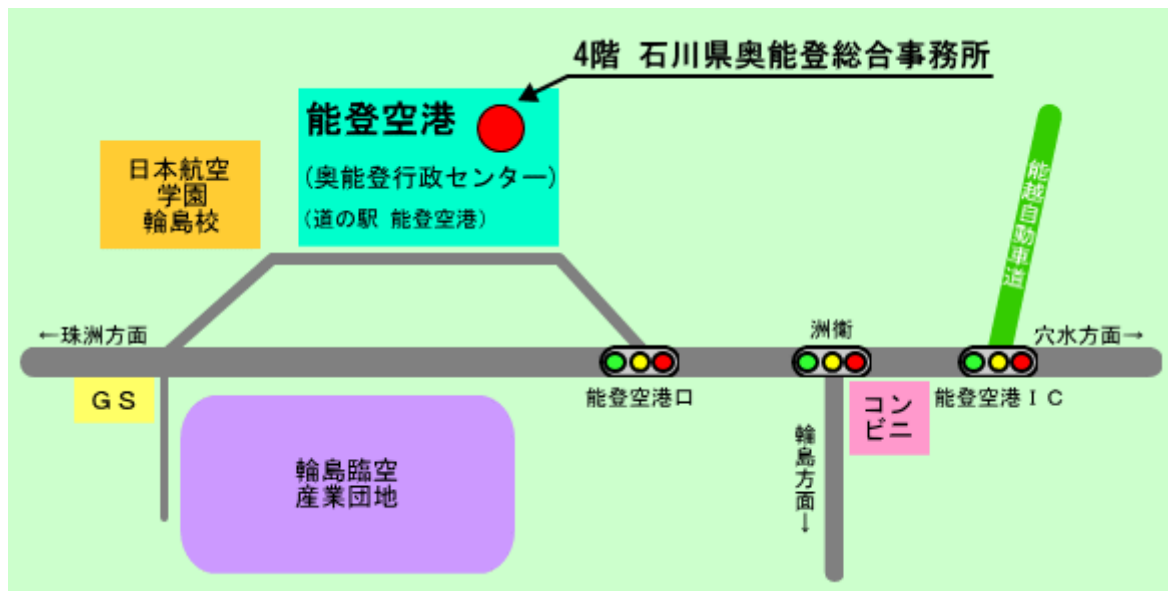 4階 石川県奥能登総合事務所
能登空港
(奥能登行政センター)
(道の駅 能登空港)
日本航空
学園
輪島校
能越自動車道
←珠洲方面
洲衛
穴水方面→
GS
能登空港口
コン
ビニ
能登空港IC
輪島方面→
輪島臨空
産業団地